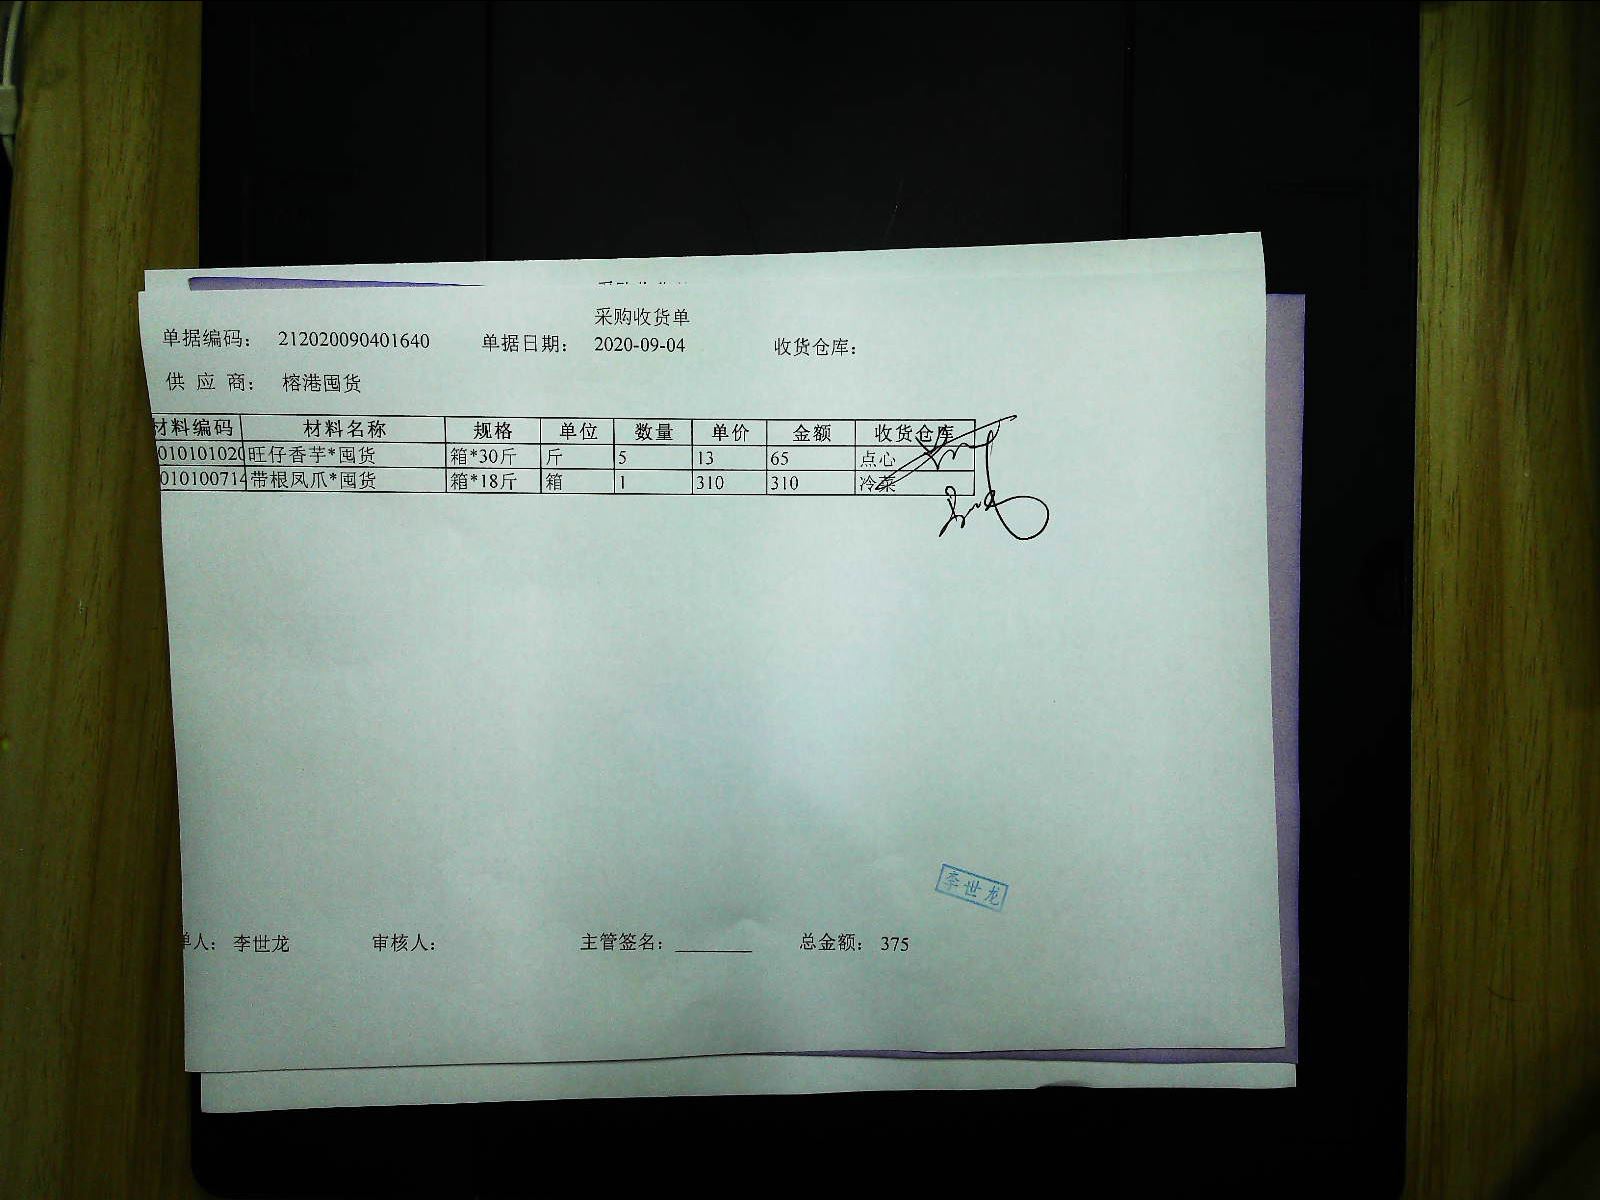 采购收货单
单据编码： 212020090401640 单据日期： 2020-09-04 收货仓库：
供 应 商： 榕港囤货
材料编码 材料名称 规格 单位 数量 单价 金额 收货仓库
010101020 旺仔香芋*囤货 箱*30斤 斤 5 13 65 点心
010100714 带根凤爪*囤货 箱*18斤 箱 1 310 310 冷菜
李世龙
单人： 李世龙 审核人： 主管签名： 总金额： 375